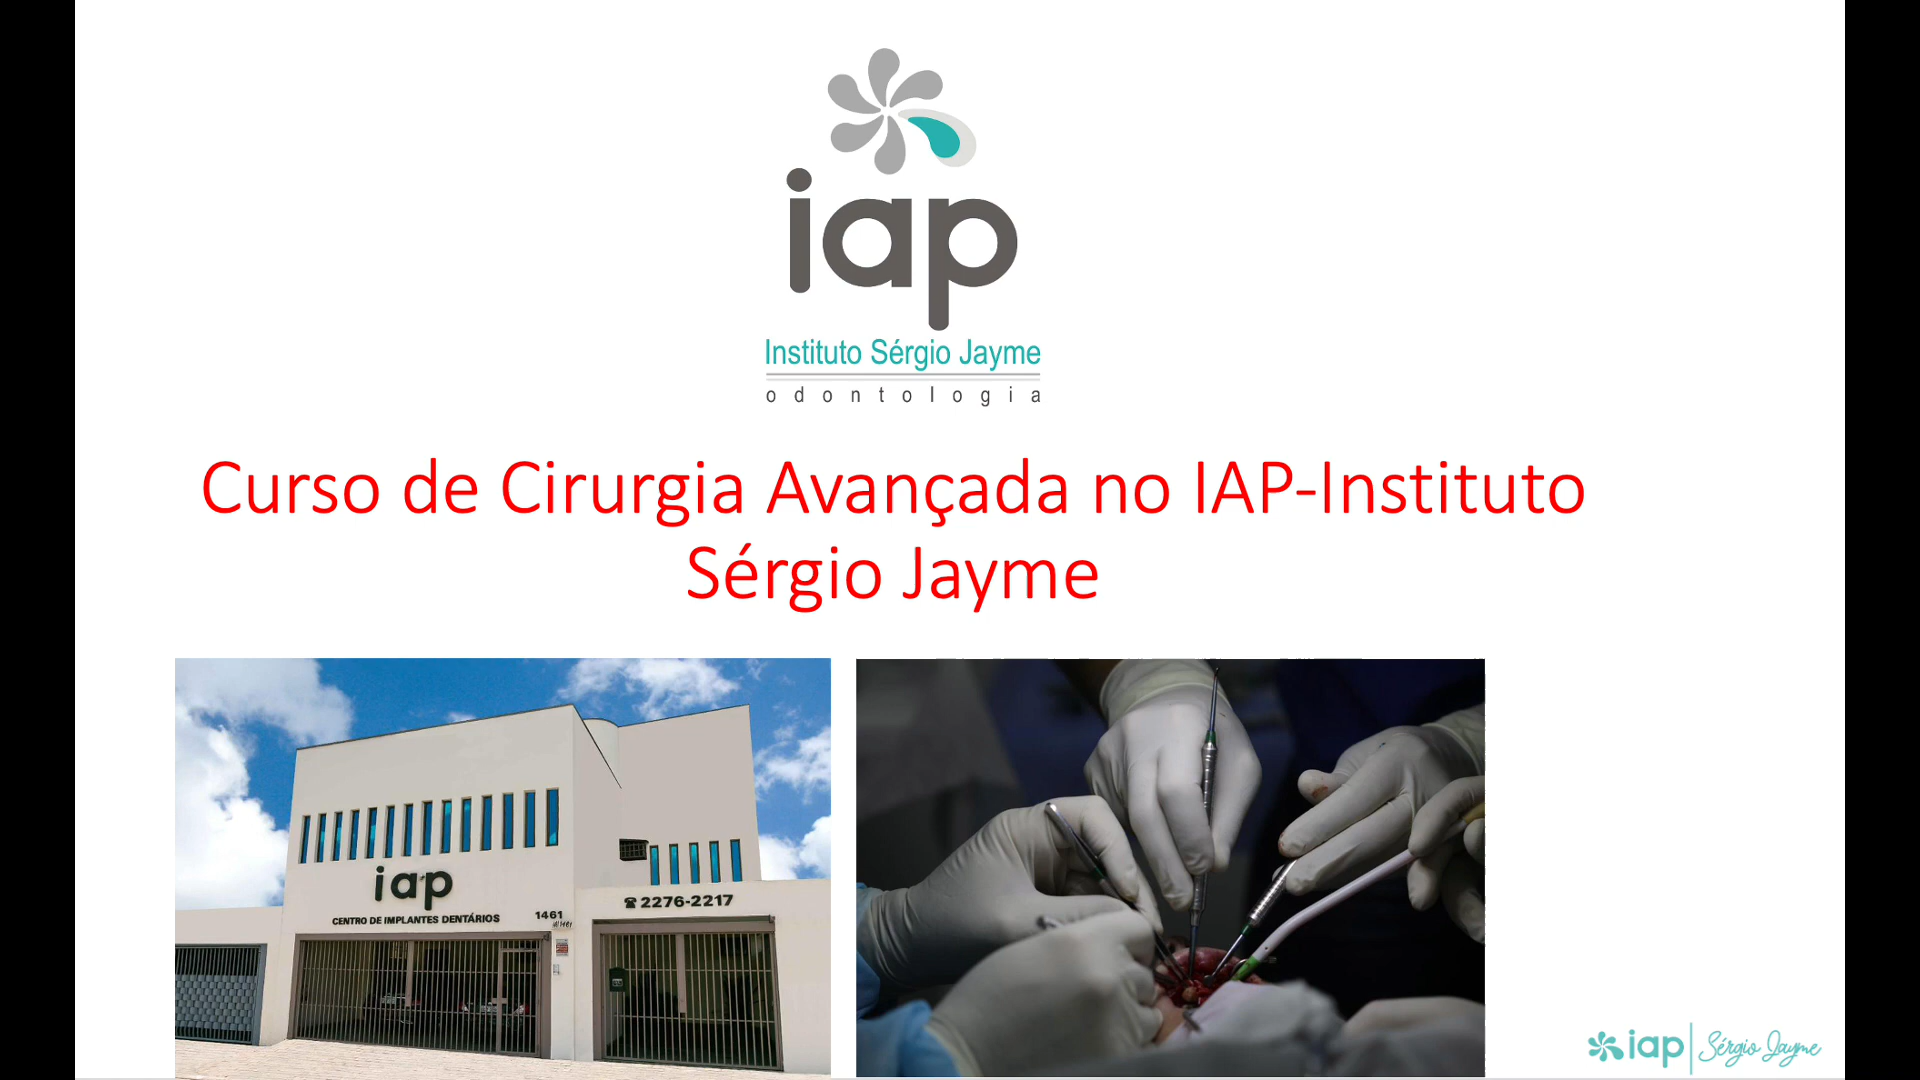 iap
Instituto Sérgio Jayme
odontologia
Curso de Cirurgia Avançada no IAP-Instituto
Sérgio Jayme
iap
CENTRO DE IMPLANTES DENTÁRIOS
1461
☎ 2276-2217
iap Sérgio Jayme